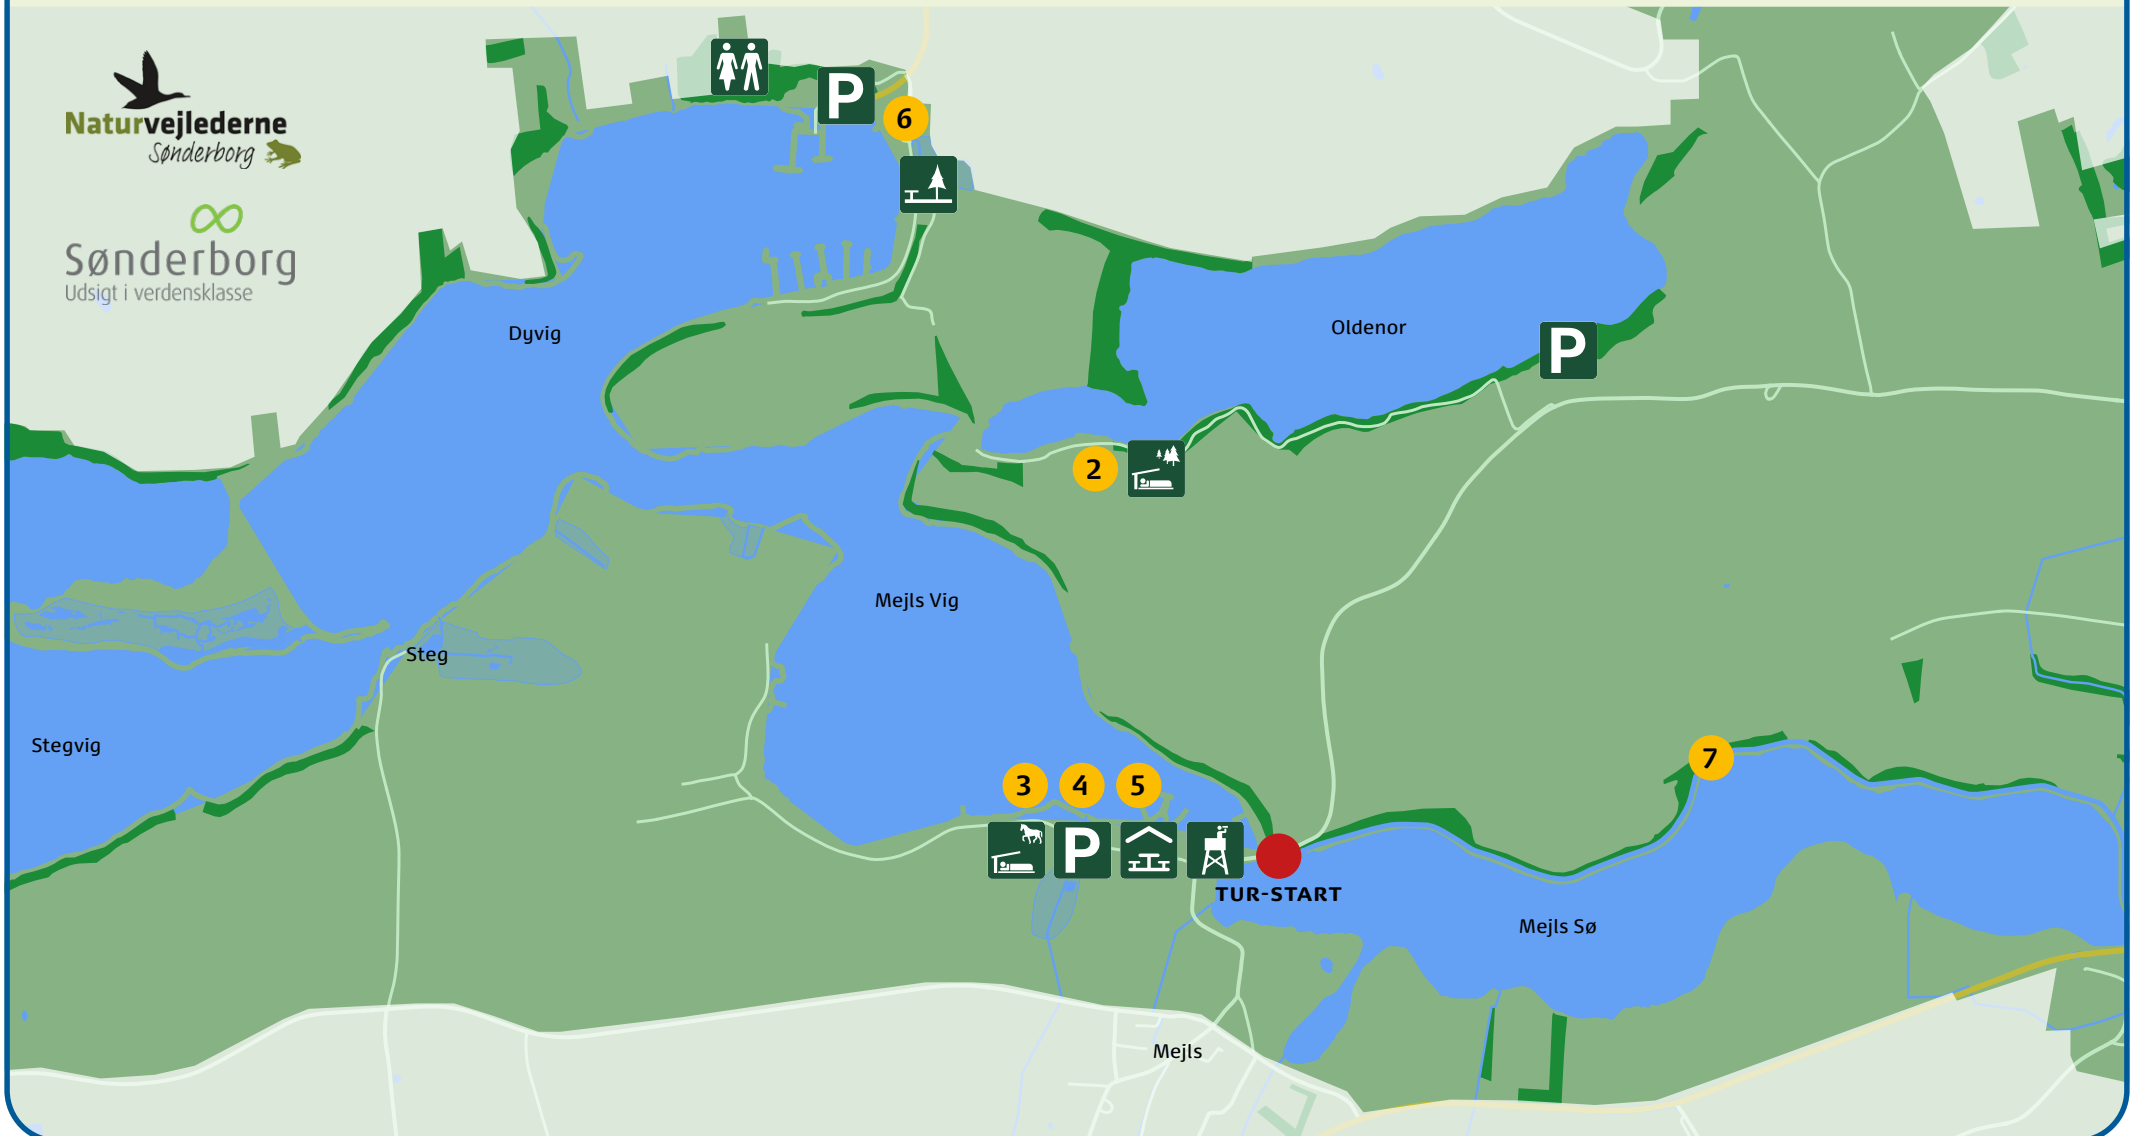 Naturvejlederne
Sønderborg
Sønderborg
Udsigt i verdensklasse
P
6
Dyvig
Oldenor
P
2
Mejls Vig
Steg
Stegvig
7
3 4 5
P
TUR-START
Mejls Sø
Mejls